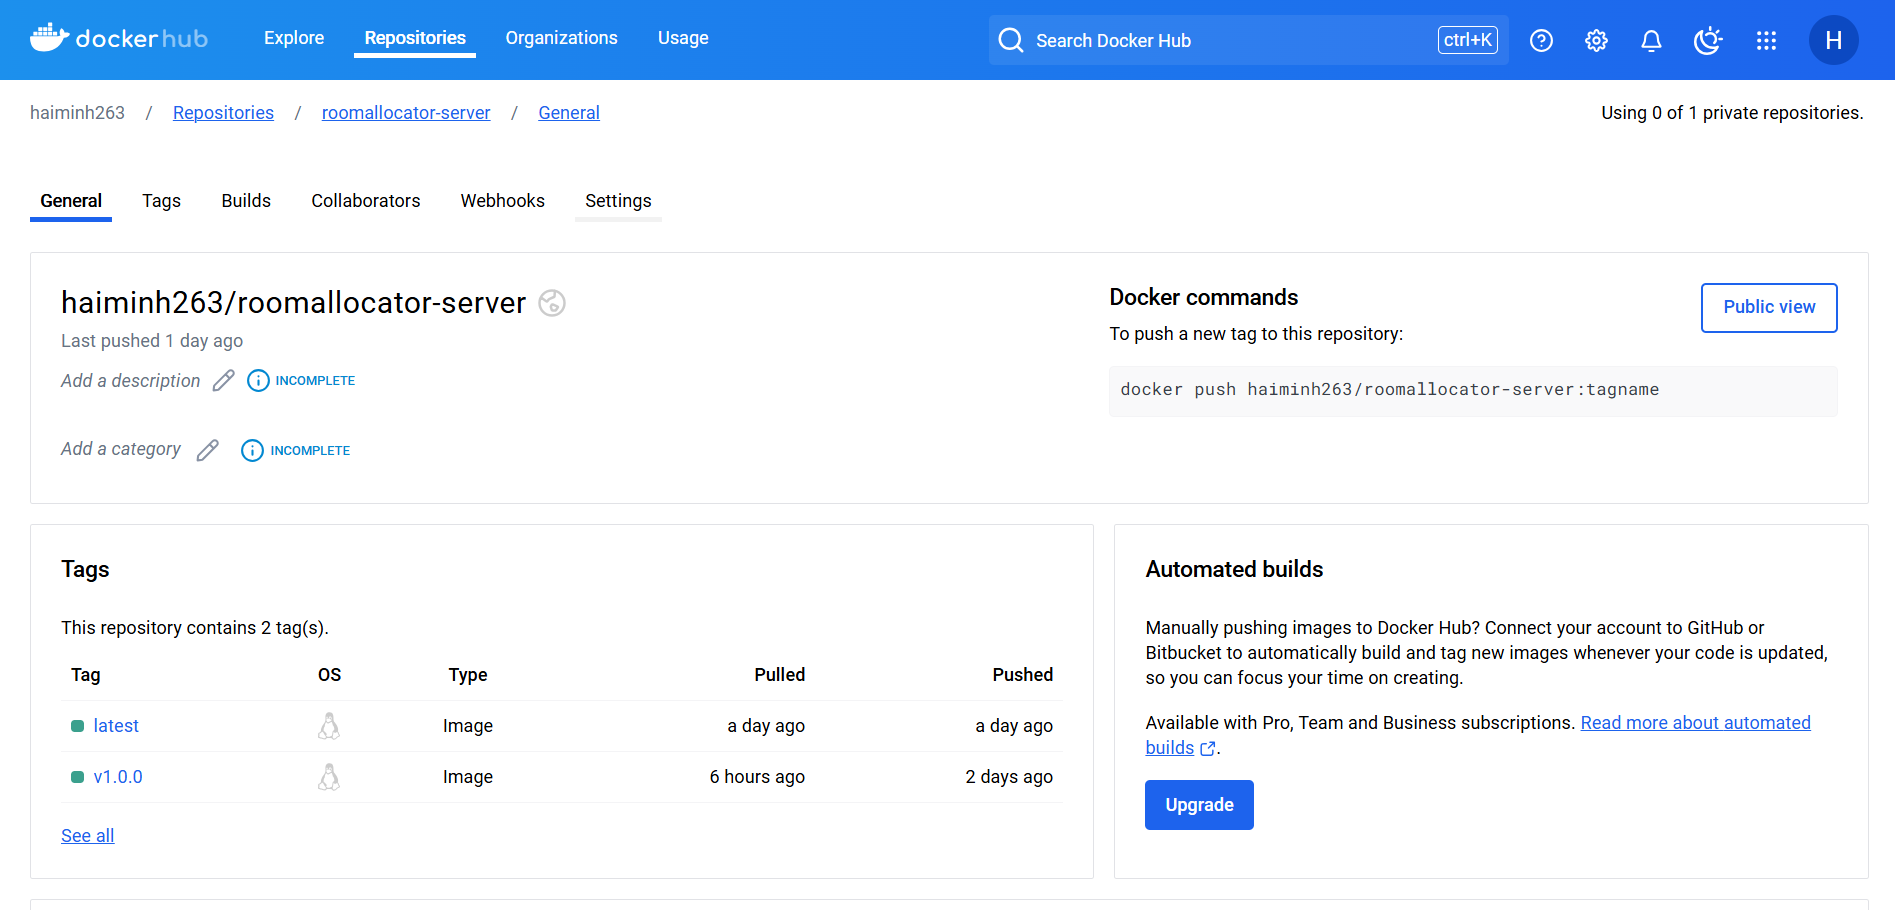 docker hub
Explore
Repositories
Organizations
Usage
Search Docker Hub
ctrl+K
H
haiminh263 / Repositories / roomallocator-server / General
Using 0 of 1 private repositories.
General
Tags
Builds
Collaborators
Webhooks
Settings
haiminh263/roomallocator-server
Last pushed 1 day ago
Add a description
INCOMPLETE
Add a category
INCOMPLETE
Docker commands
Public view
To push a new tag to this repository:
docker push haiminh263/roomallocator-server:tagname
Tags
This repository contains 2 tag(s).
Tag OS Type Pulled Pushed
latest Image a day ago a day ago
v1.0.0 Image 6 hours ago 2 days ago
See all
Automated builds
Manually pushing images to Docker Hub? Connect your account to GitHub or
Bitbucket to automatically build and tag new images whenever your code is updated,
so you can focus your time on creating.
Available with Pro, Team and Business subscriptions. Read more about automated
builds.
Upgrade